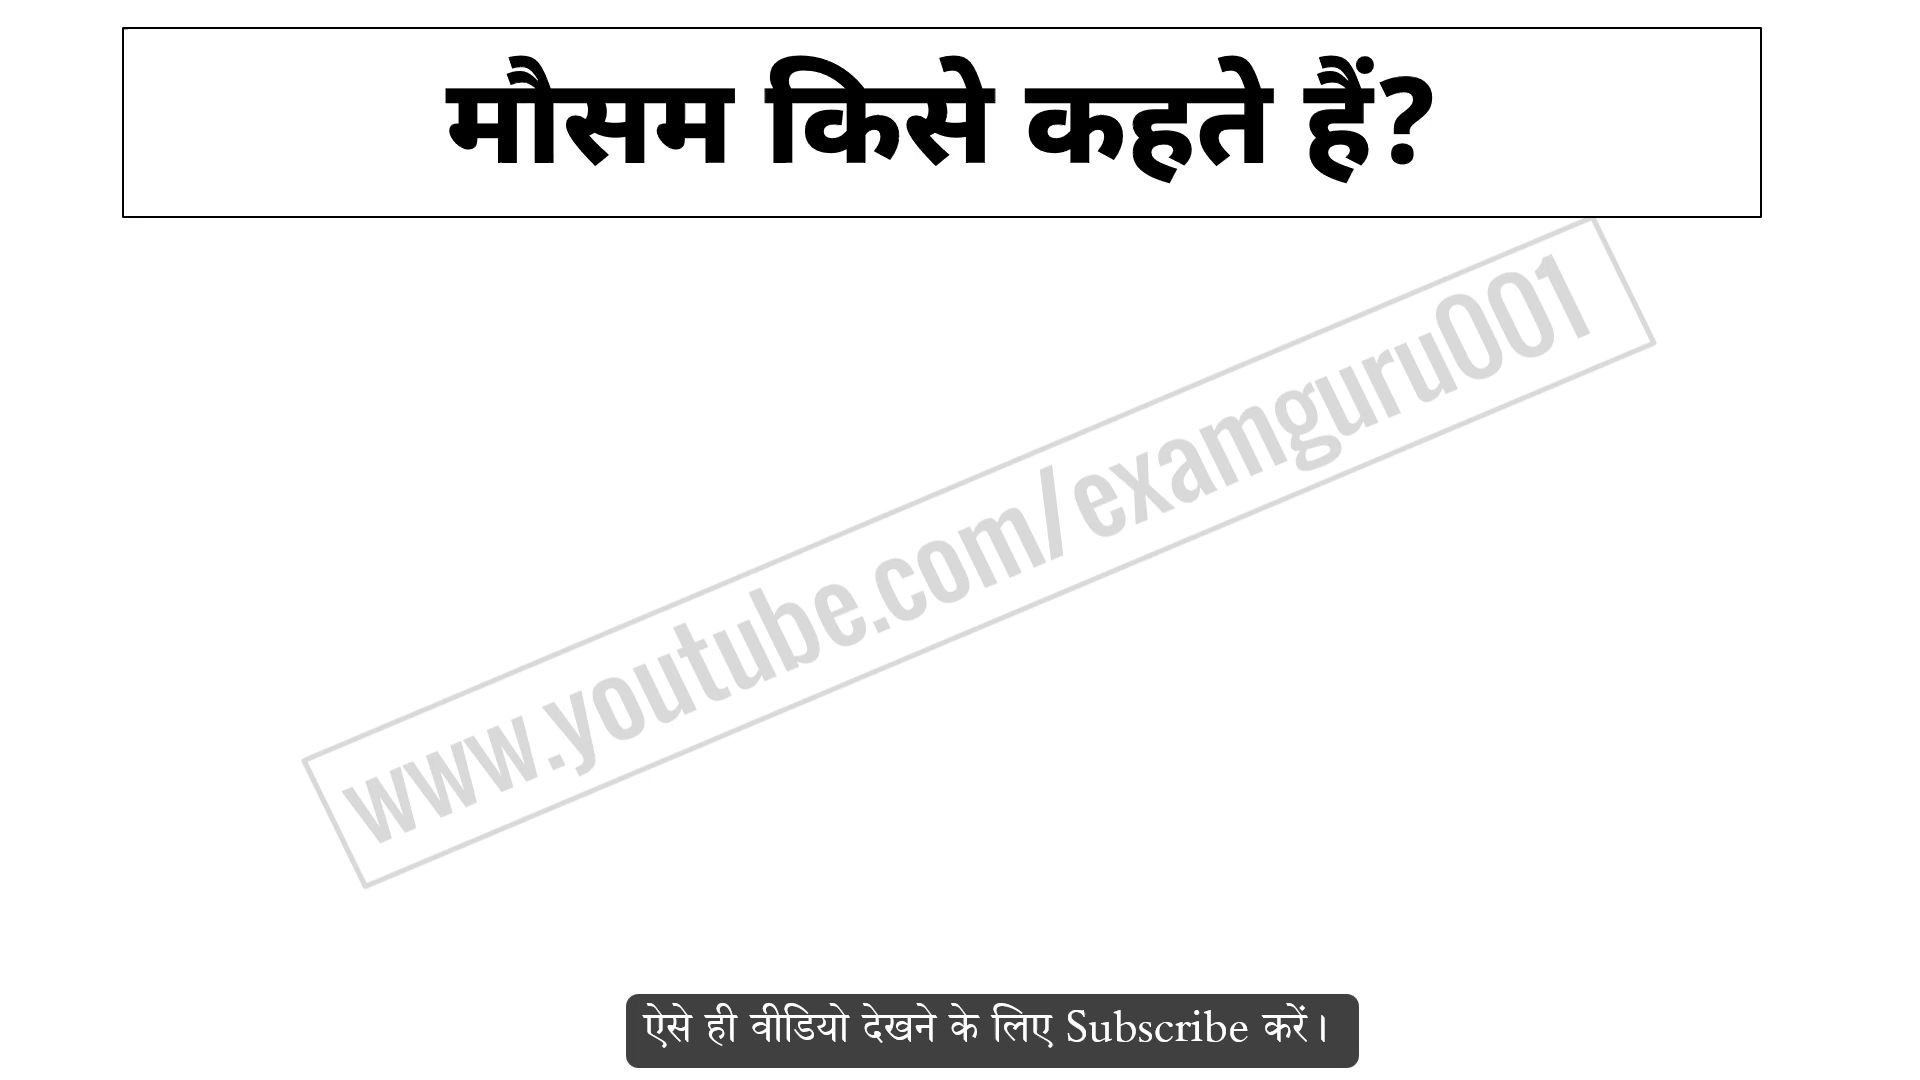 मौसम किसे कहते हैं?
www.youtube.com/examguru001
ऐसे ही वीडियो देखने के लिए Subscribe करें।